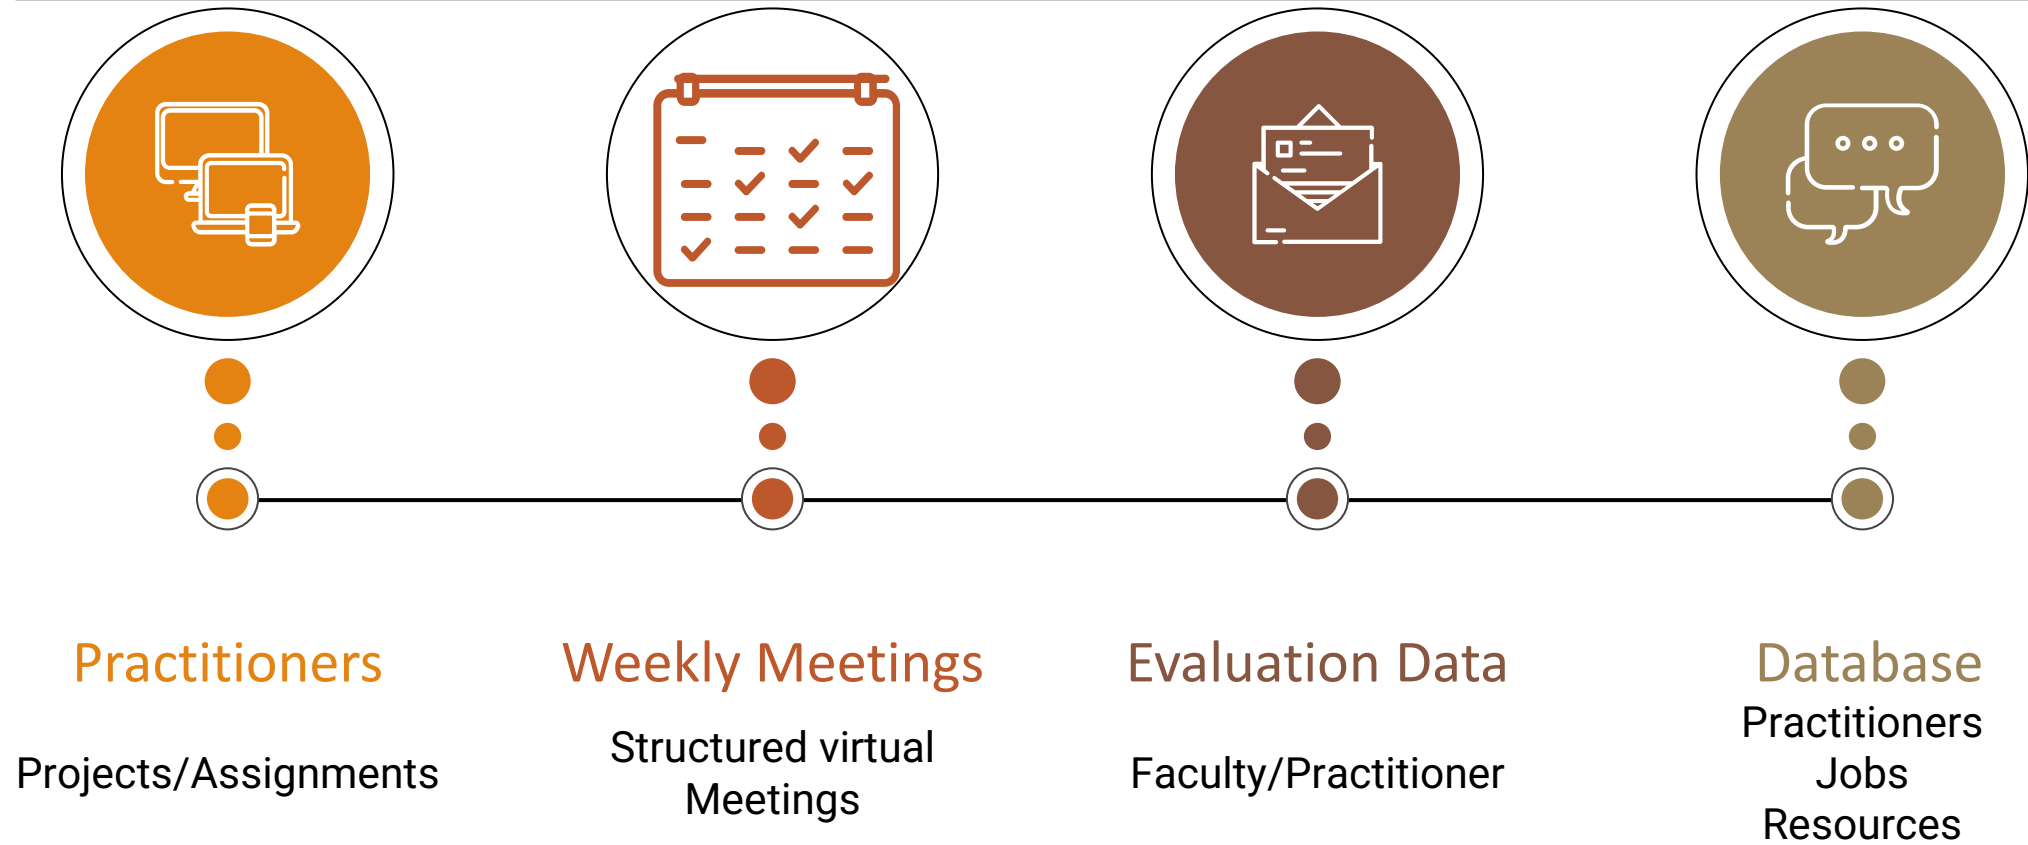 Practitioners
Projects/Assignments
Weekly Meetings
Structured virtual
Meetings
Evaluation Data
Faculty/Practitioner
Database
Practitioners
Jobs
Resources